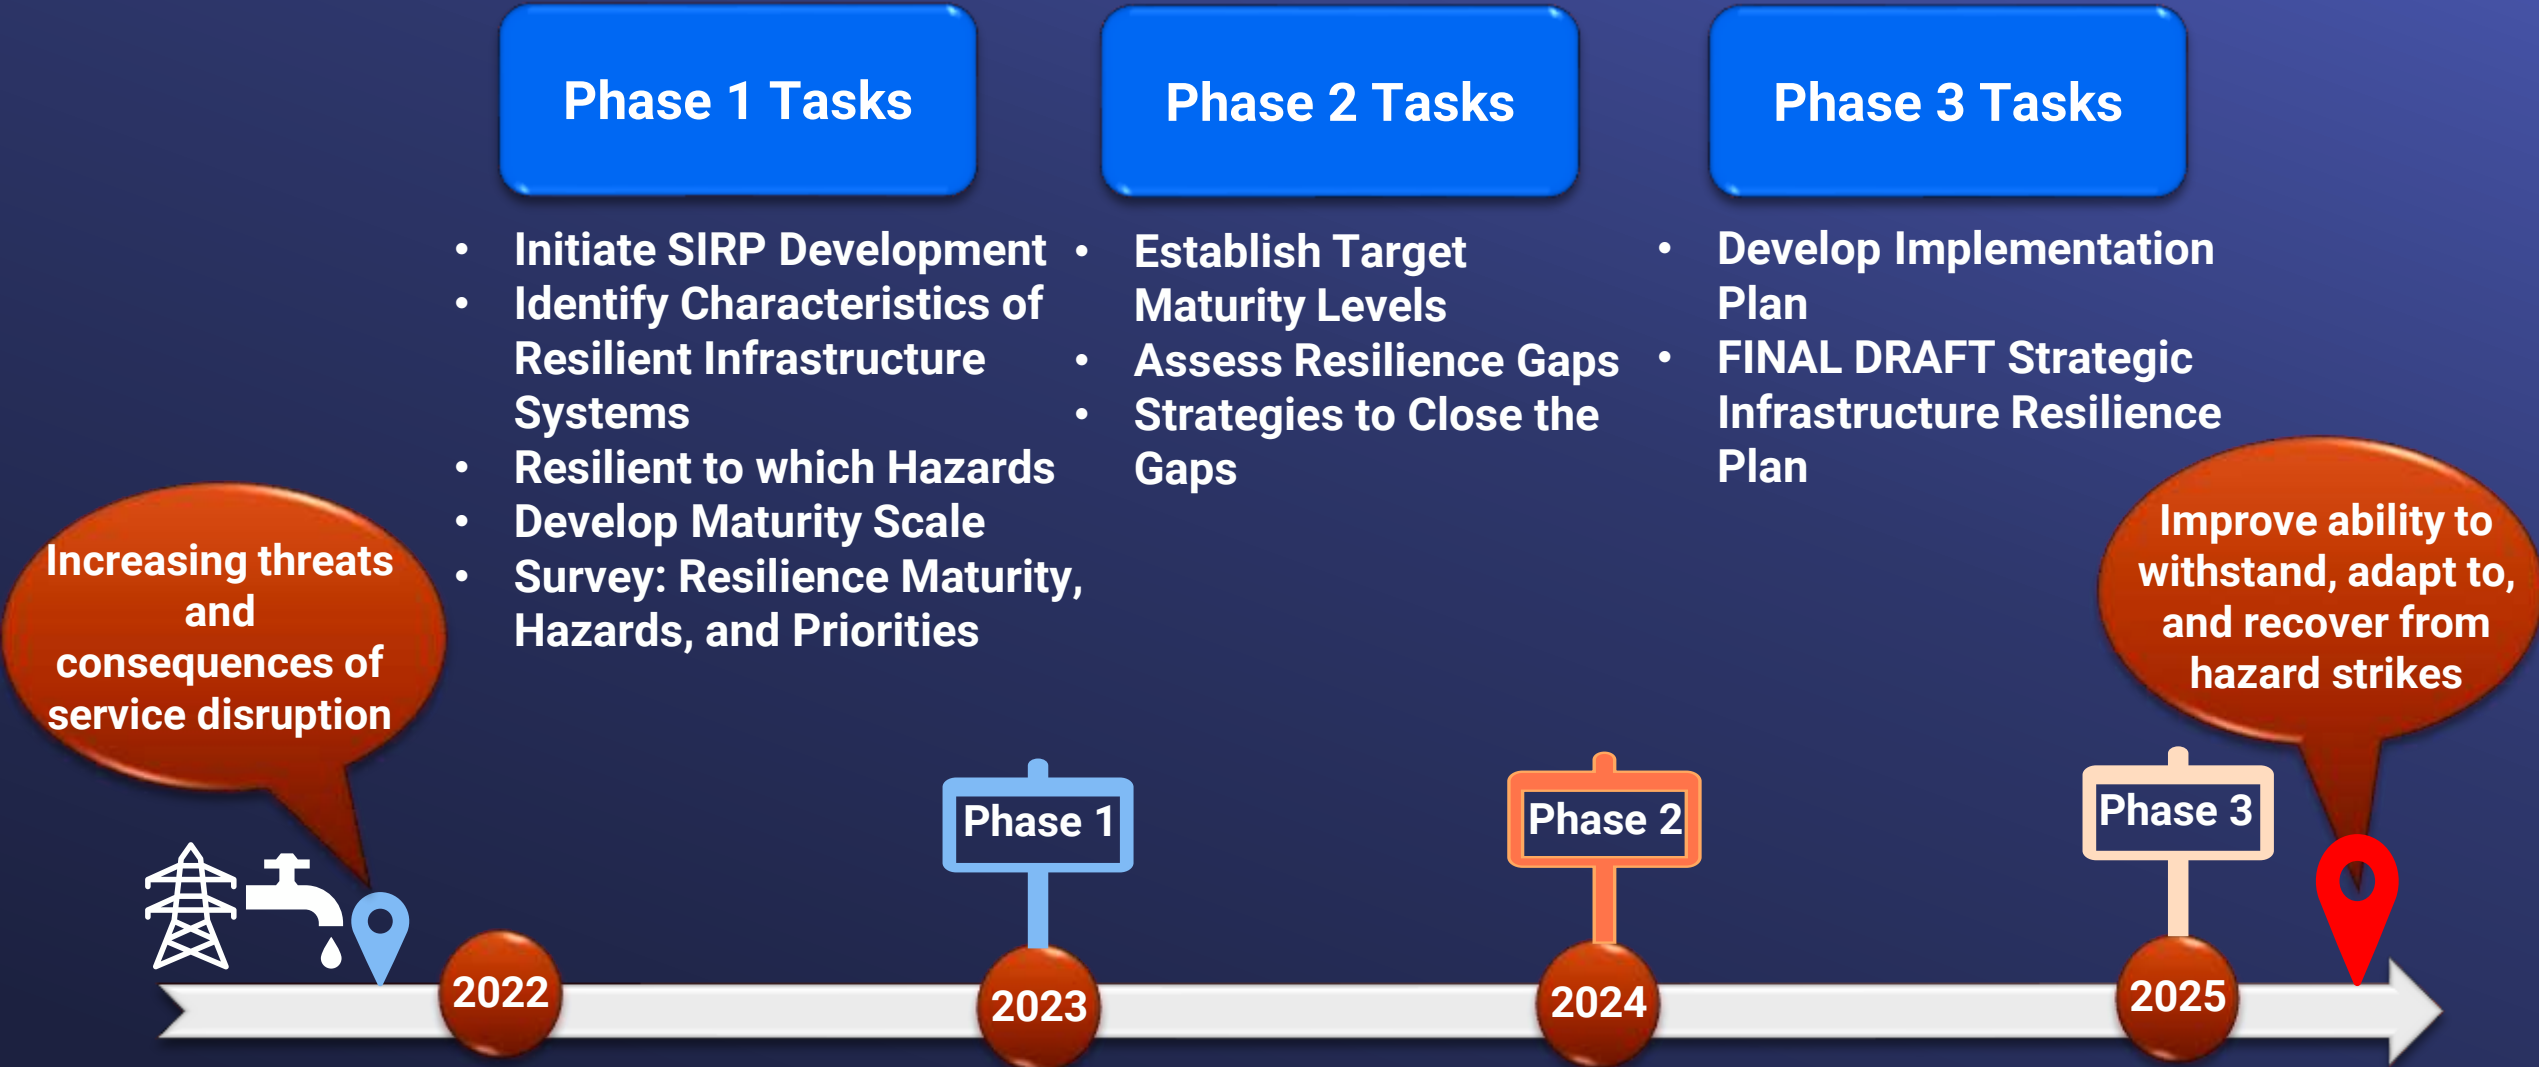 Phase 1 Tasks
• Initiate SIRP Development
• Identify Characteristics of
Resilient Infrastructure
Systems
• Resilient to which Hazards
• Develop Maturity Scale
• Survey: Resilience Maturity,
Hazards, and Priorities
Phase 2 Tasks
• Establish Target
Maturity Levels
• Assess Resilience Gaps
• Strategies to Close the
Gaps
Phase 3 Tasks
• Develop Implementation
Plan
• FINAL DRAFT Strategic
Infrastructure Resilience
Plan
Increasing threats
and
consequences of
service disruption
Improve ability to
withstand, adapt to,
and recover from
hazard strikes
Phase 1
Phase 2
Phase 3
2022
2023
2024
2025